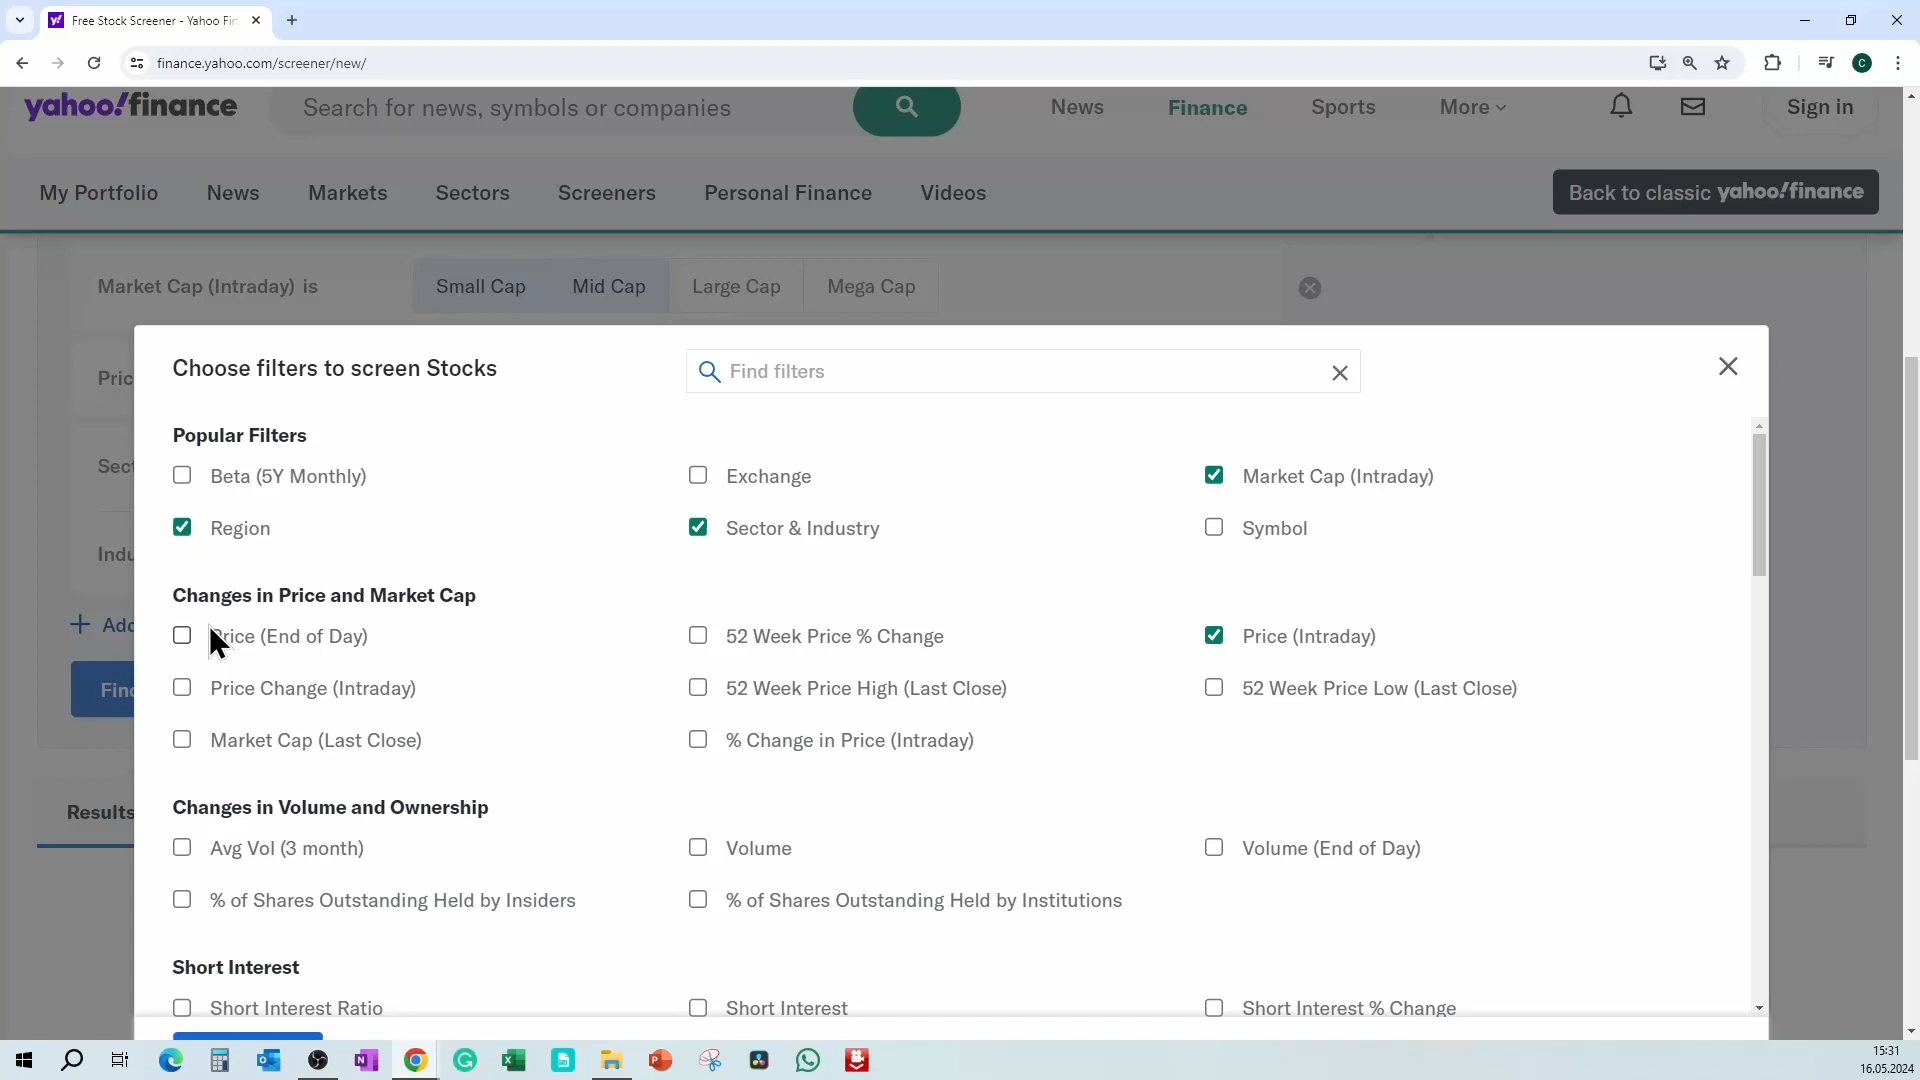 Free Stock Screener - Yahoo Fin
finance.yahoo.com/screener/new/
C
yahoo!finance
Search for news, symbols or companies
News Finance Sports More Sign in
My Portfolio News Markets Sectors Screeners Personal Finance Videos
Back to classic yahoo!finance
Market Cap (Intraday) is Small Cap Mid Cap Large Cap Mega Cap
Choose filters to screen Stocks
Find filters
Popular Filters
Beta (5Y Monthly) Exchange Market Cap (Intraday)
Region Sector & Industry Symbol
Changes in Price and Market Cap
Price (End of Day) 52 Week Price % Change Price (Intraday)
Price Change (Intraday) 52 Week Price High (Last Close) 52 Week Price Low (Last Close)
Market Cap (Last Close) % Change in Price (Intraday)
Changes in Volume and Ownership
Avg Vol (3 month) Volume Volume (End of Day)
% of Shares Outstanding Held by Insiders % of Shares Outstanding Held by Institutions
Short Interest
Short Interest Ratio Short Interest Short Interest % Change
Pric
Sect
Indu
Add
Find
Results
15:31
16.05.2024